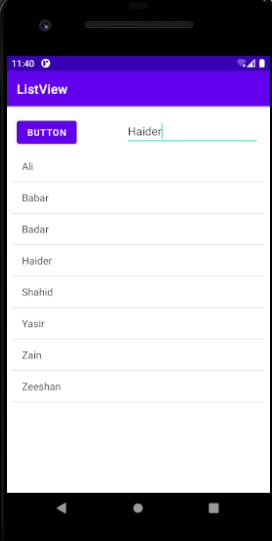 11:40
ListView
BUTTON
Haider
Ali
Babar
Badar
Haider
Shahid
Yasir
Zain
Zeeshan